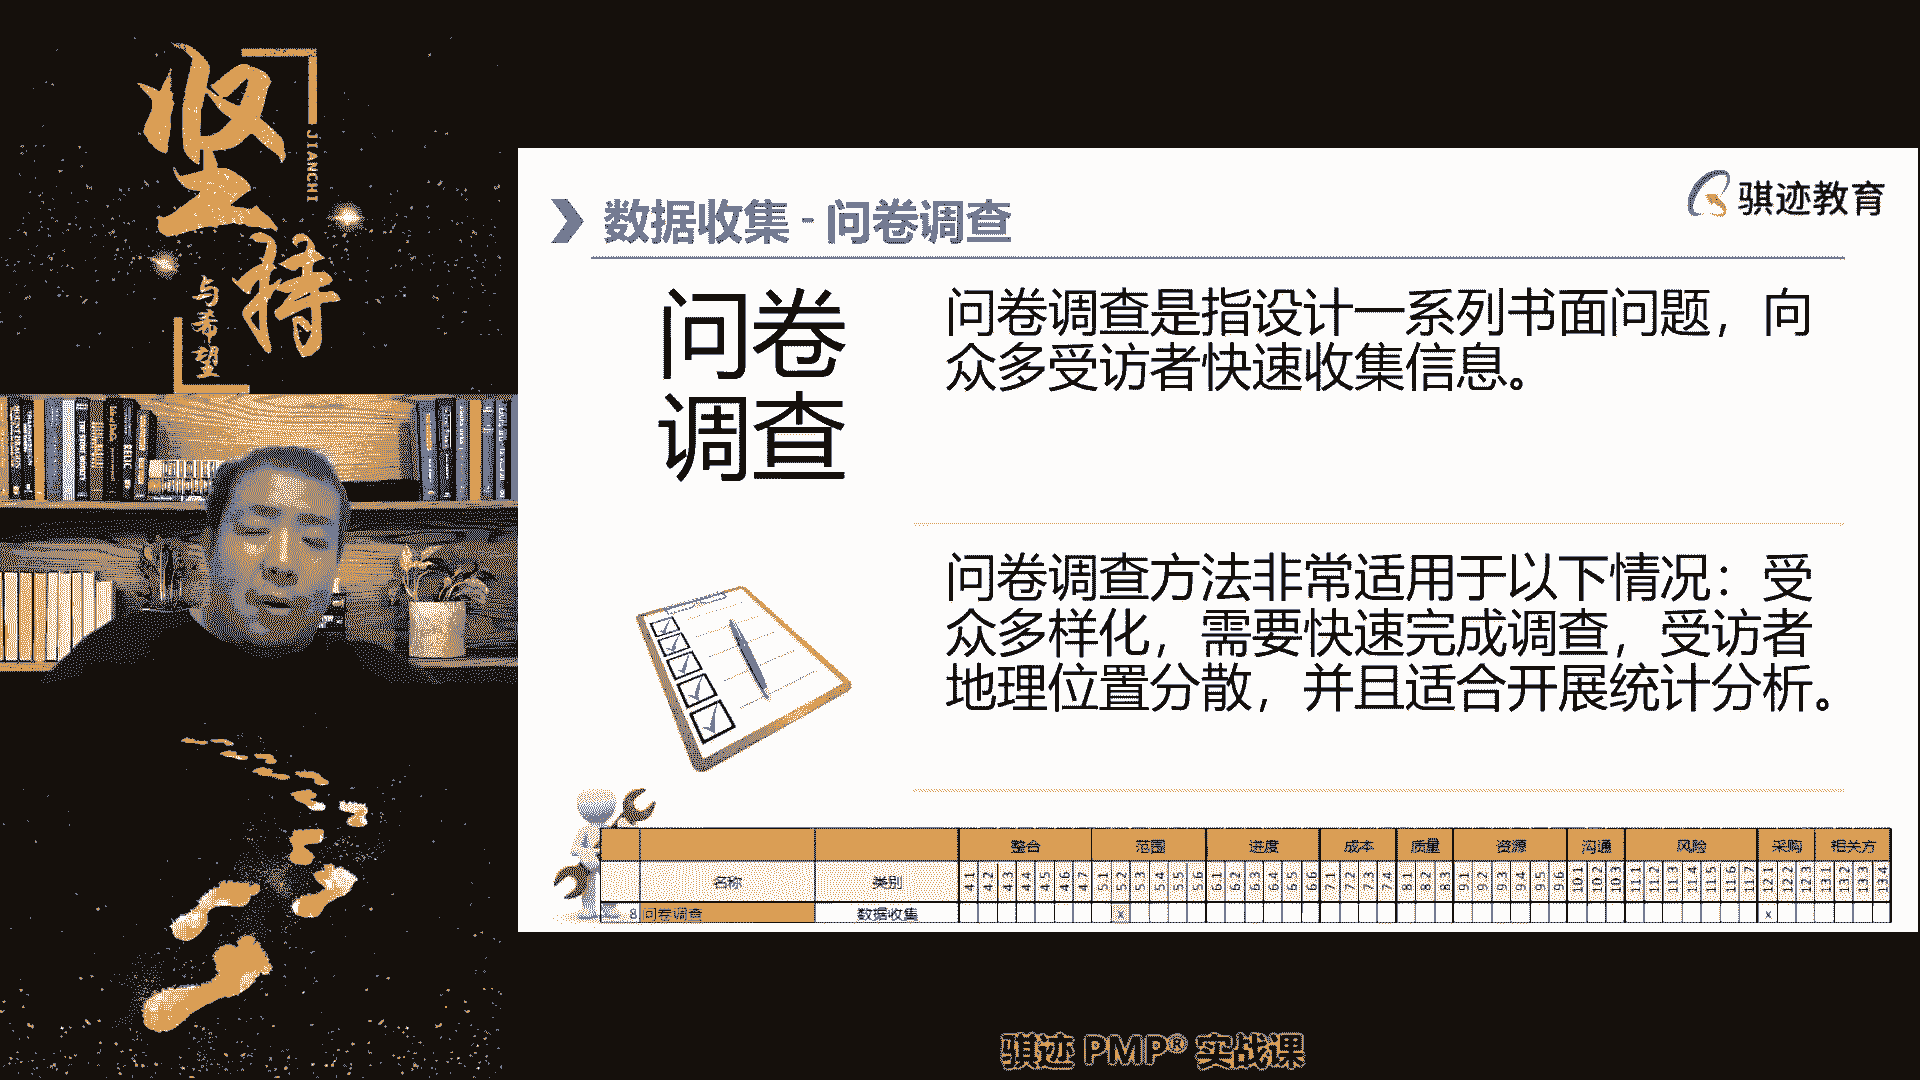 坚持
JIANCHI
与希望
RELIC
数据收集 - 问卷调查
骐迹教育
问卷
调查
问卷调查是指设计一系列书面问题，向
众多受访者快速收集信息。
问卷调查方法非常适用于以下情况：受
众多样化，需要快速完成调查，受访者
地理位置分散，并且适合开展统计分析。
整合 范围 进度 成本 质量 资源 沟通 风险 采购 相关方
名称 类别 4.1 4.2 4.3 4.4 4.5 4.6 4.7 5.1 5.2 5.3 5.4 5.5 5.6 6.1 6.2 6.3 6.4 6.5 6.6 7.1 7.2 7.3 7.4 8.1 8.2 8.3 9.1 9.2 9.3 9.4 9.5 9.6 10.1 10.2 10.3 11.1 11.2 11.3 11.4 11.5 11.6 11.7 12.1 12.2 12.3 13.1 13.2 13.3 13.4
8 问卷调查 数据收集 x x
骐迹 PMP® 实战课